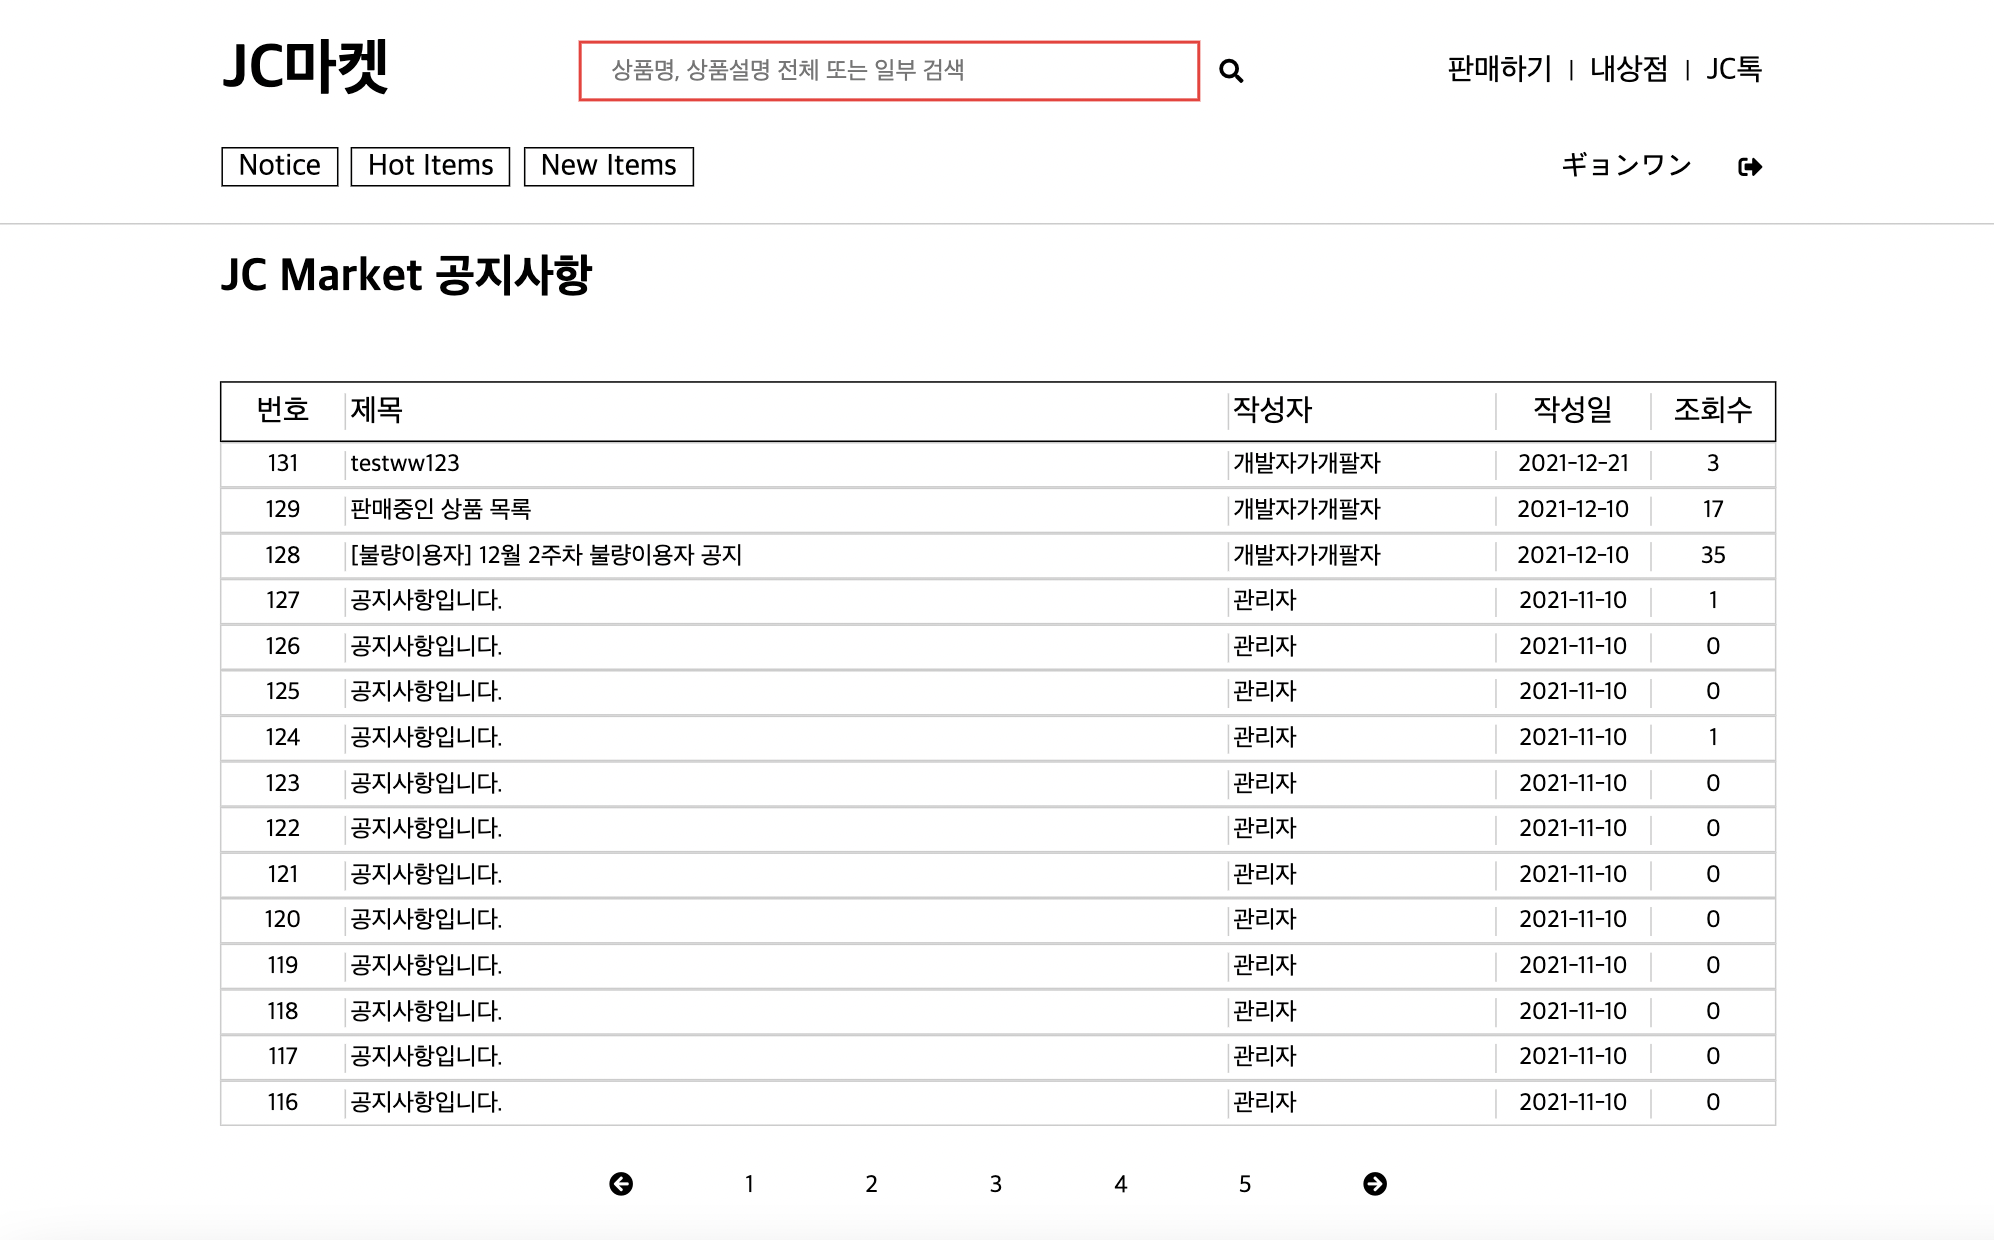 JC마켓
상품명, 상품설명 전체 또는 일부 검색
판매하기 | 내상점 | JC톡
Notice Hot Items New Items
ギョンワン
JC Market 공지사항
번호 제목 작성자 작성일 조회수
131 testww123 개발자가개팔자 2021-12-21 3
129 판매중인 상품 목록 개발자가개팔자 2021-12-10 17
128 [불량이용자] 12월 2주차 불량이용자 공지 개발자가개팔자 2021-12-10 35
127 공지사항입니다. 관리자 2021-11-10 1
126 공지사항입니다. 관리자 2021-11-10 0
125 공지사항입니다. 관리자 2021-11-10 0
124 공지사항입니다. 관리자 2021-11-10 1
123 공지사항입니다. 관리자 2021-11-10 0
122 공지사항입니다. 관리자 2021-11-10 0
121 공지사항입니다. 관리자 2021-11-10 0
120 공지사항입니다. 관리자 2021-11-10 0
119 공지사항입니다. 관리자 2021-11-10 0
118 공지사항입니다. 관리자 2021-11-10 0
117 공지사항입니다. 관리자 2021-11-10 0
116 공지사항입니다. 관리자 2021-11-10 0
1 2 3 4 5